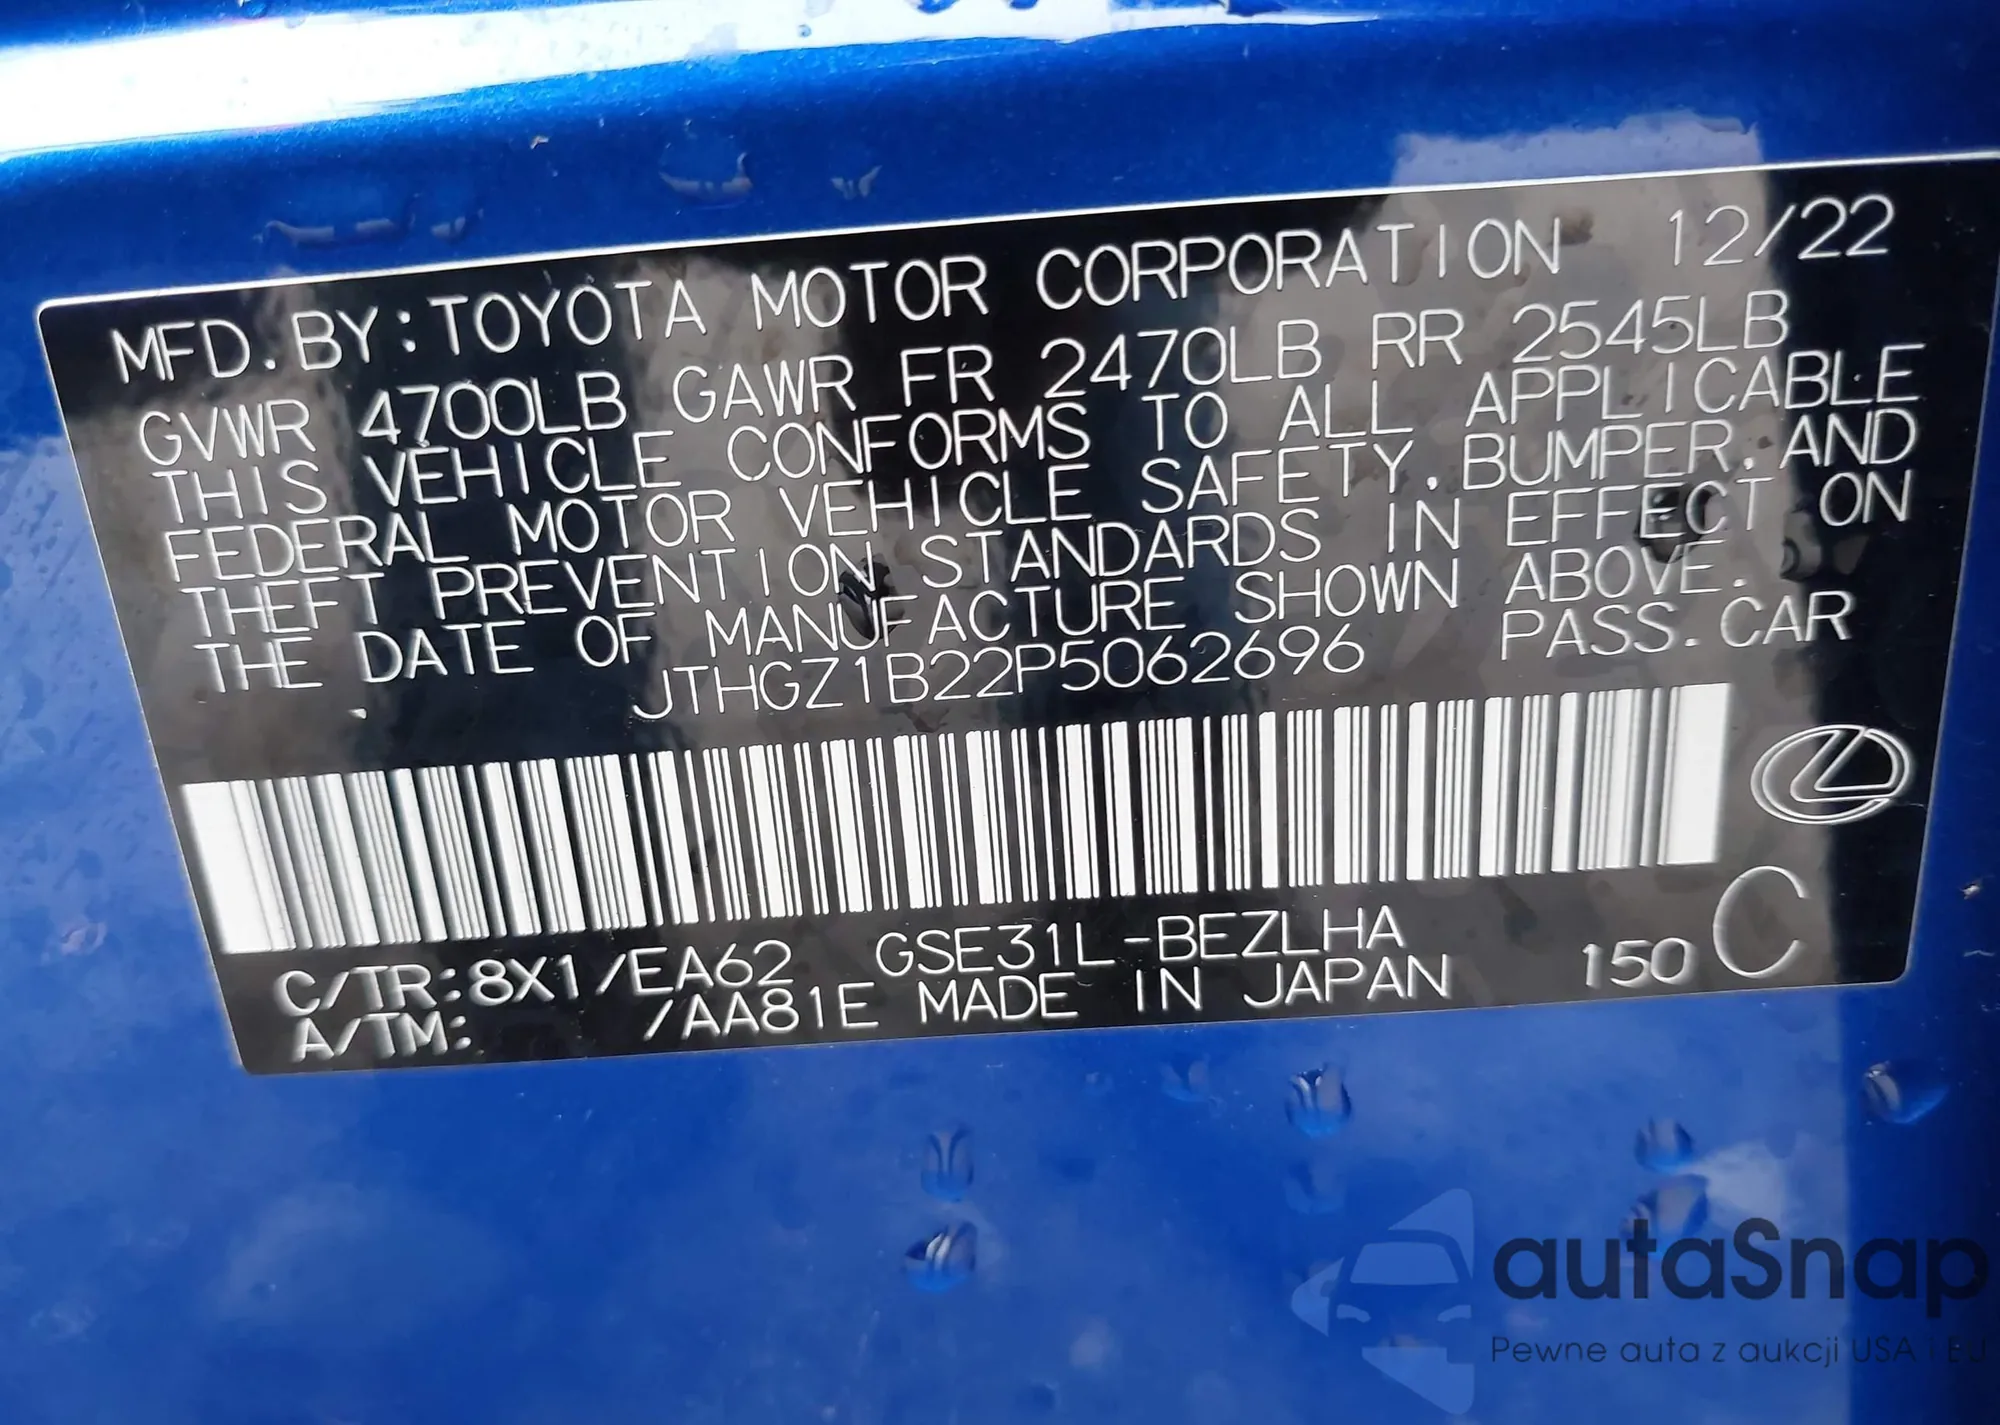 MFD. BY: TOYOTA MOTOR CORPORATION 12/22
GVWR 4700LB GAWR FR 2470LB RR 2545LB
THIS VEHICLE CONFORMS TO ALL APPLICABLE
FEDERAL MOTOR VEHICLE SAFETY, BUMPER, AND
THEFT PREVENTION STANDARDS IN EFFECT ON
THE DATE OF MANUFACTURE SHOWN ABOVE.
JTHGZ1B22P5062696 PASS. CAR
C/TR: 8X1/EA62 GSE31L-BEZLHA
A/TM: /AA81E MADE IN JAPAN 150 C
autaSnap
Pewne auta z aukcji USA i EU